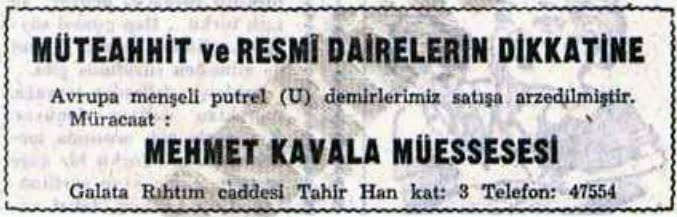 MÜTEAHHİT ve RESMÎ DAİRELERİN DİKKATİNE
Avrupa menşeli putrel (U) demirlerimiz satışa arzedilmiştir.
Müracaat :
MEHMET KAVALA MÜESSESESİ
Galata Rıhtım caddesi Tahir Han kat: 3 Telefon: 47554